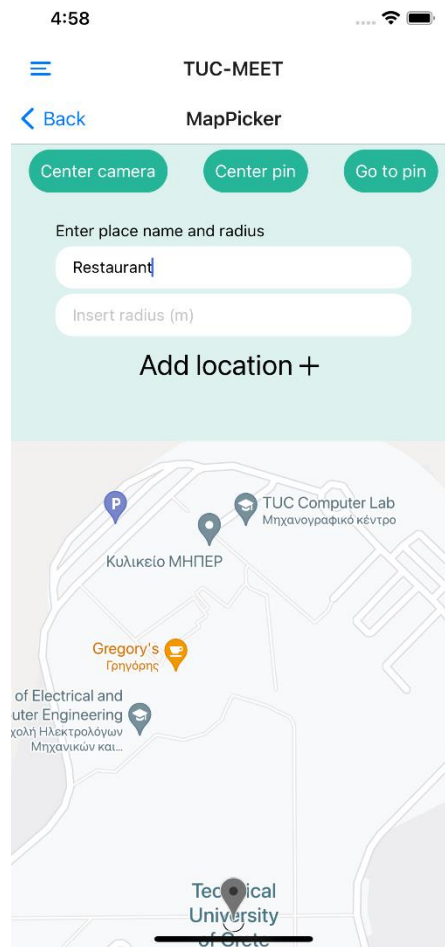 4:58
TUC-MEET
Back
MapPicker
Center camera
Center pin
Go to pin
Enter place name and radius
Restaurant
Insert radius (m)
Add location +
P
TUC Computer Lab
Μηχανογραφικό κέντρο
Κυλικείο ΜΗΠΕΡ
Gregory's
Γρηγόρης
of Electrical and
uter Engineering
χολή Ηλεκτρολόγων
Μηχανικών και...
Technical
University
of Crete